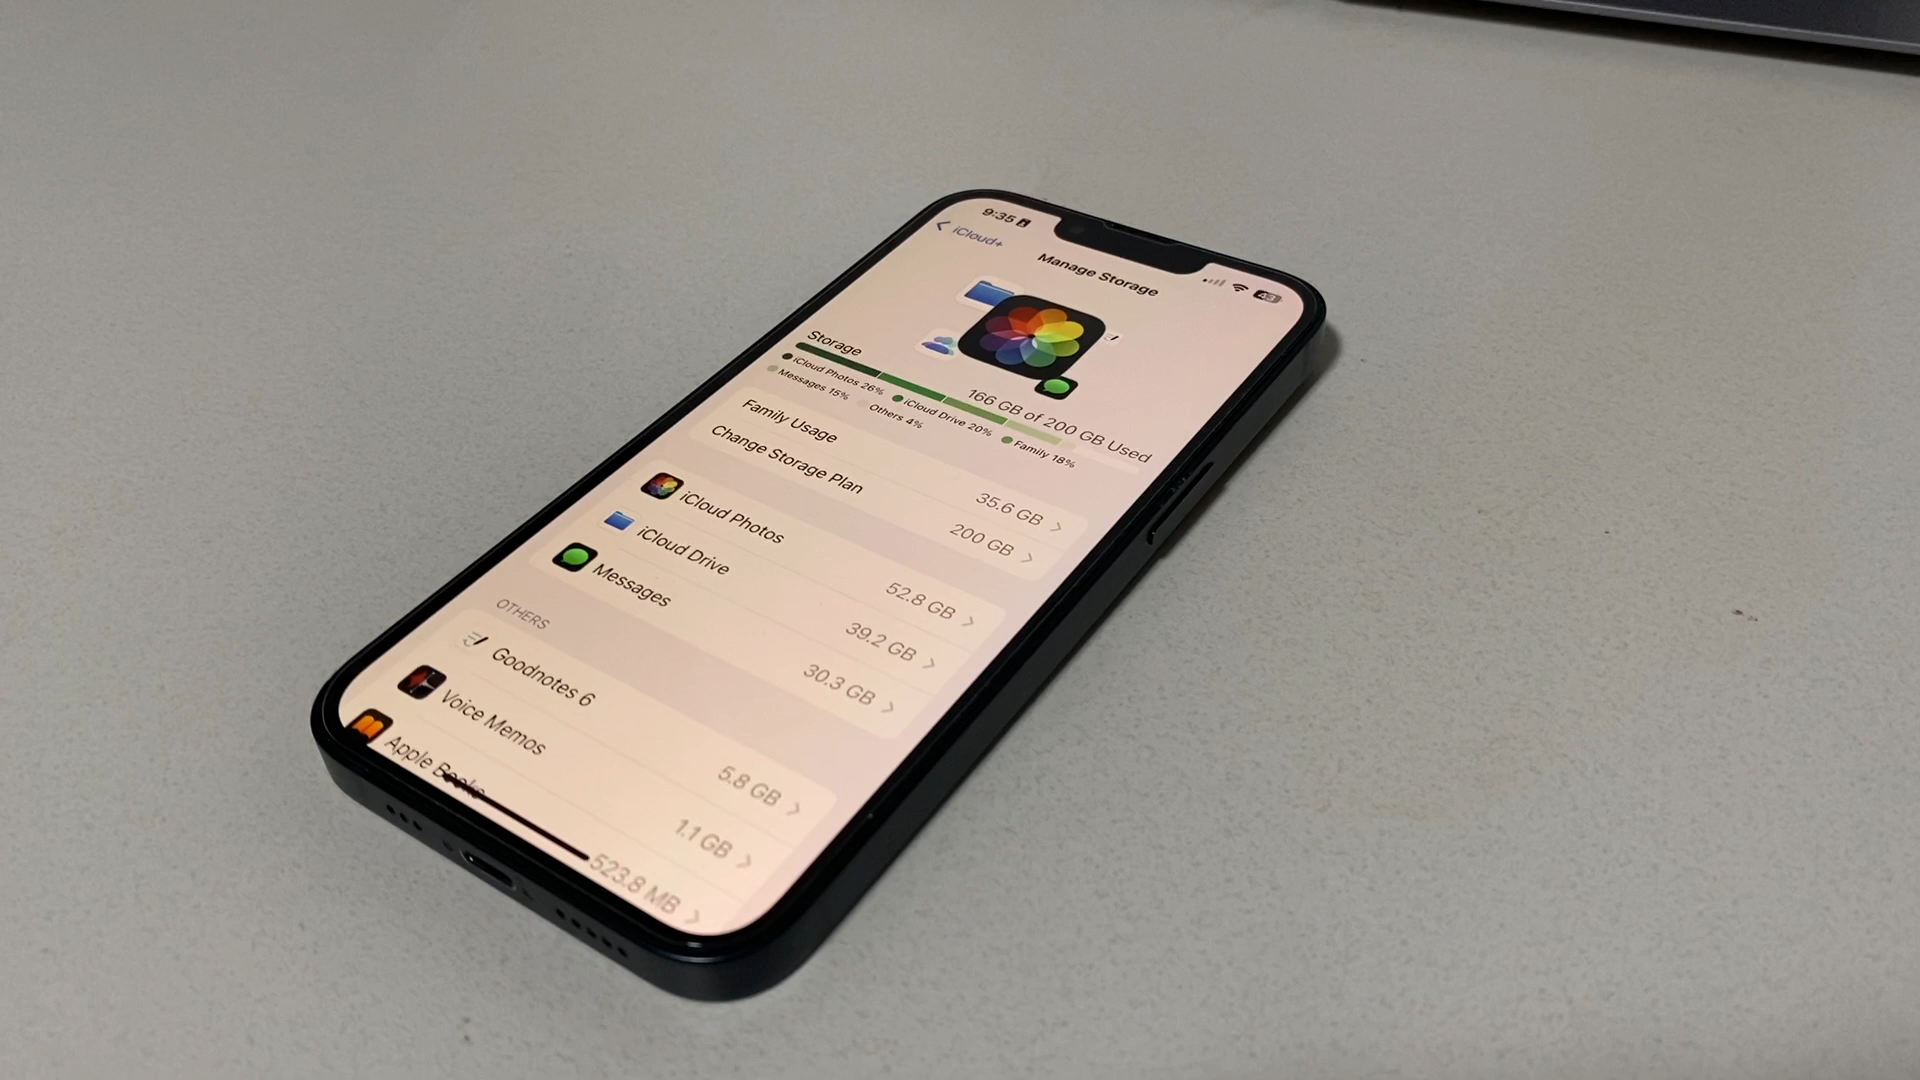 9:35
43
iCloud+
Manage Storage
Storage
166 GB of 200 GB Used
iCloud Photos 26% iCloud Drive 20% Family 18%
Messages 15% Others 4%
Family Usage 35.6 GB
Change Storage Plan 200 GB
iCloud Photos 52.8 GB
iCloud Drive 39.2 GB
Messages 30.3 GB
OTHERS
Goodnotes 6 5.8 GB
Voice Memos 1.1 GB
Apple Books 523.8 MB